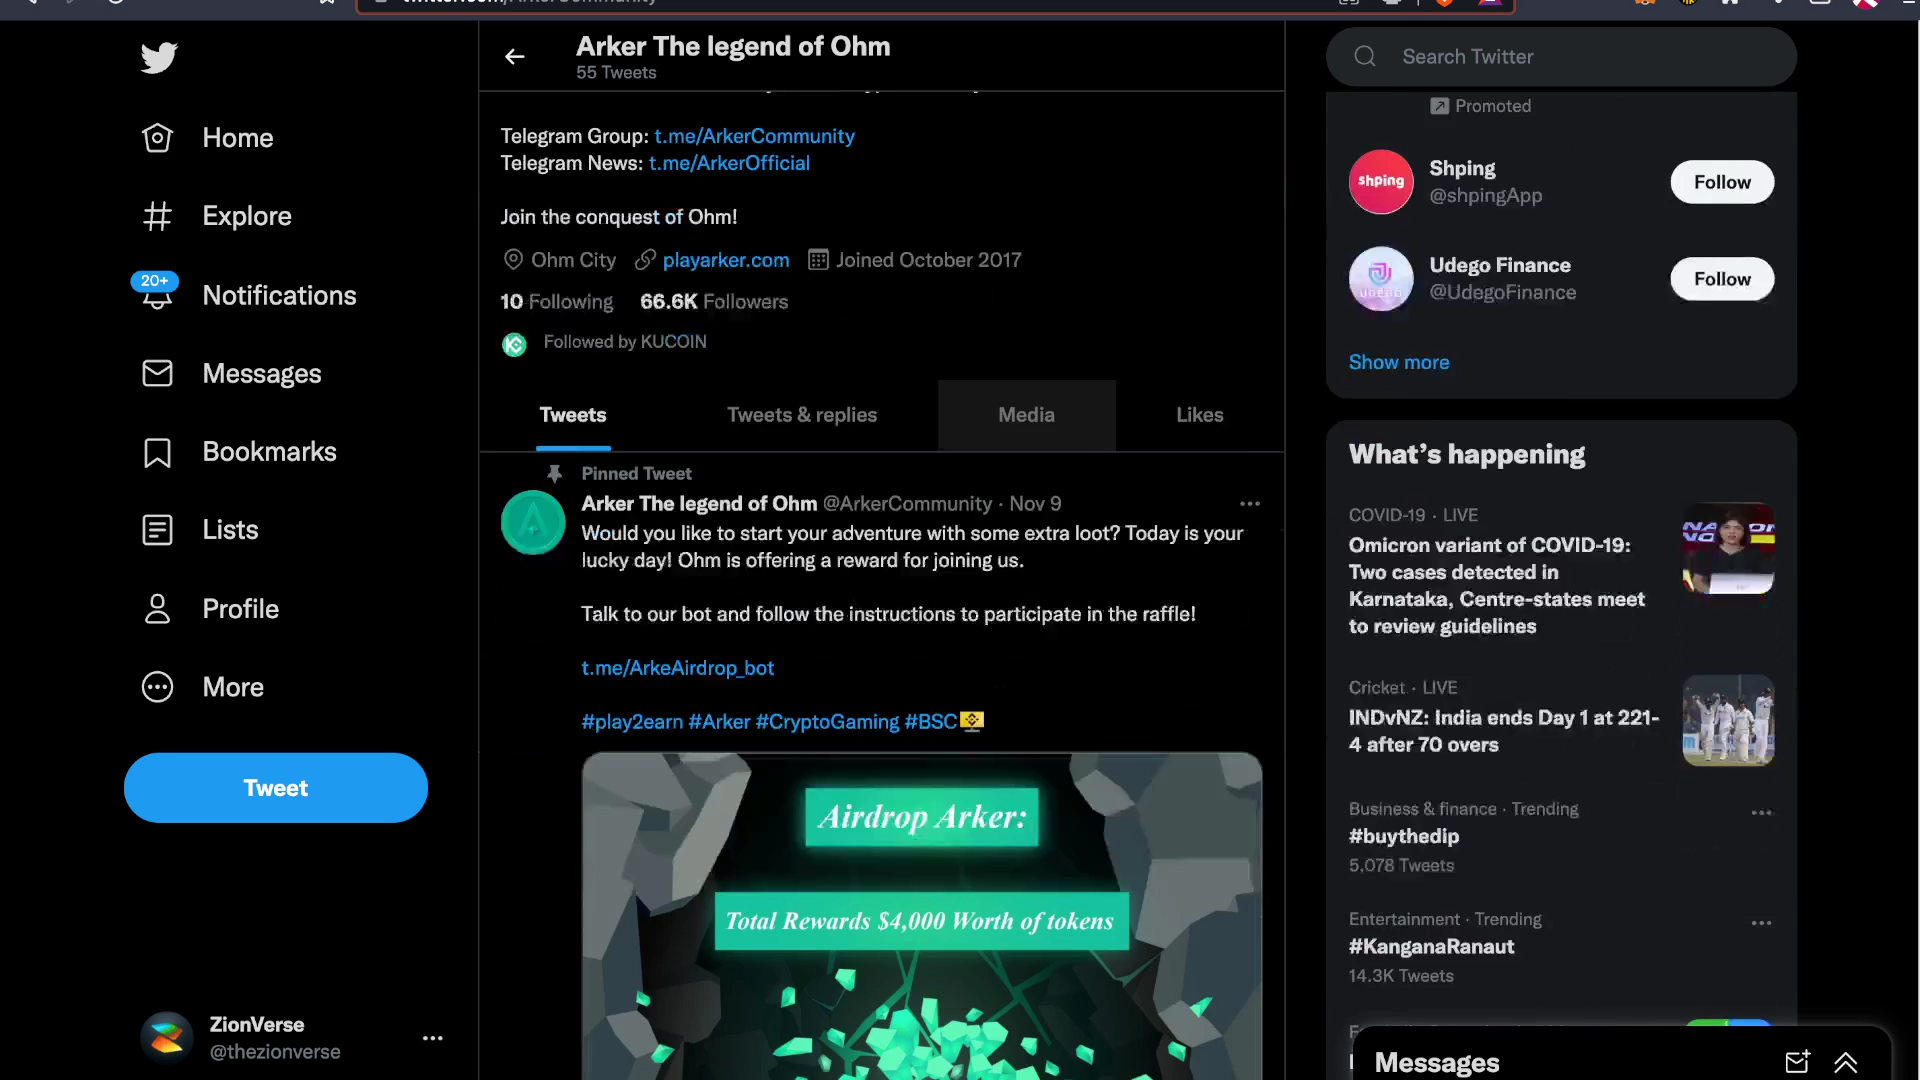 Arker The legend of Ohm
55 Tweets
Telegram Group: t.me/ArkerCommunity
Telegram News: t.me/ArkerOfficial
Join the conquest of Ohm!
Ohm City playarker.com Joined October 2017
10 Following 66.6K Followers
Followed by KUCOIN
Tweets Tweets & replies Media Likes
Pinned Tweet
Arker The legend of Ohm @ArkerCommunity · Nov 9
Would you like to start your adventure with some extra loot? Today is your
lucky day! Ohm is offering a reward for joining us.
Talk to our bot and follow the instructions to participate in the raffle!
t.me/ArkeAirdrop_bot
#play2earn #Arker #CryptoGaming #BSC
Airdrop Arker:
Total Rewards $4,000 Worth of tokens
Home
Explore
20+
Notifications
Messages
Bookmarks
Lists
Profile
More
Tweet
ZionVerse
@thezionverse
Search Twitter
Promoted
shping
Shping
@shpingApp
Follow
Udego Finance
@UdegoFinance
Follow
Show more
What's happening
COVID-19 · LIVE
Omicron variant of COVID-19:
Two cases detected in
Karnataka, Centre-states meet
to review guidelines
Cricket · LIVE
INDvNZ: India ends Day 1 at 221-
4 after 70 overs
Business & finance · Trending
#buythedip
5,078 Tweets
Entertainment · Trending
#KanganaRanaut
14.3K Tweets
Messages